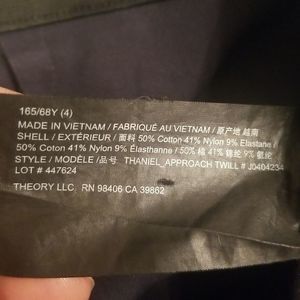 165/68Y (4)
MADE IN VIETNAM / FABRIQUÉ AU VIETNAM / 原产地 越南
SHELL / EXTÉRIEUR / 面料 50% Cotton 41% Nylon 9% Elastane /
50% Coton 41% Nylon 9% Élasthanne / 50% 棉 41% 锦纶 9% 氨纶
STYLE / MODÈLE /品号 THANIEL_APPROACH TWILL # J0404234
LOT # 447624
THEORY LLC RN 98406 CA 39862